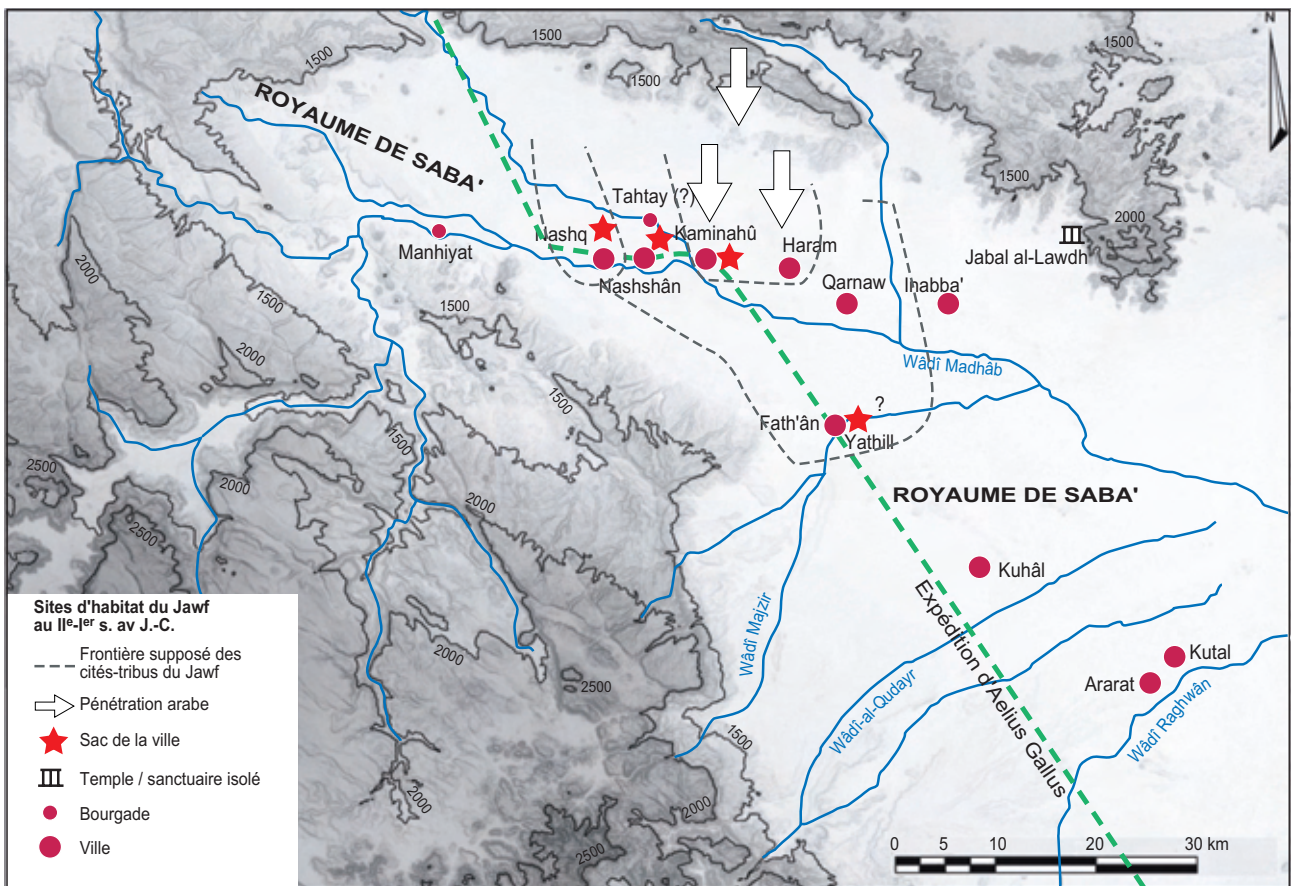 1500
1500
1500
N
1500
ROYAUME DE SABA'
1500
2000
Tahtay (?)
Nashq
Kaminahû
Manhiyat
Haram
Jabal al-Lawdh
Nashshân
Qarnaw
Ihabba'
2000
1500
1500
2000
Wâdî Madhâb
1500
?
Fath'ân
Yathill
1500
2500
2000
2000
ROYAUME DE SABA'
2500
Kuhâl
Expédition d'Aelius Gallus
Wâdî Majzir
Wâdî-al-Qudayr
Wâdî Raghwân
Kutal
Ararat
2000
2500
1500
2000
2000
2500
Sites d'habitat du Jawf
au IIᵉ-Iᵉʳ s. av J.-C.
Frontière supposé des
cités-tribus du Jawf
Pénétration arabe
Sac de la ville
Temple / sanctuaire isolé
Bourgade
Ville
0 10 20 30 km